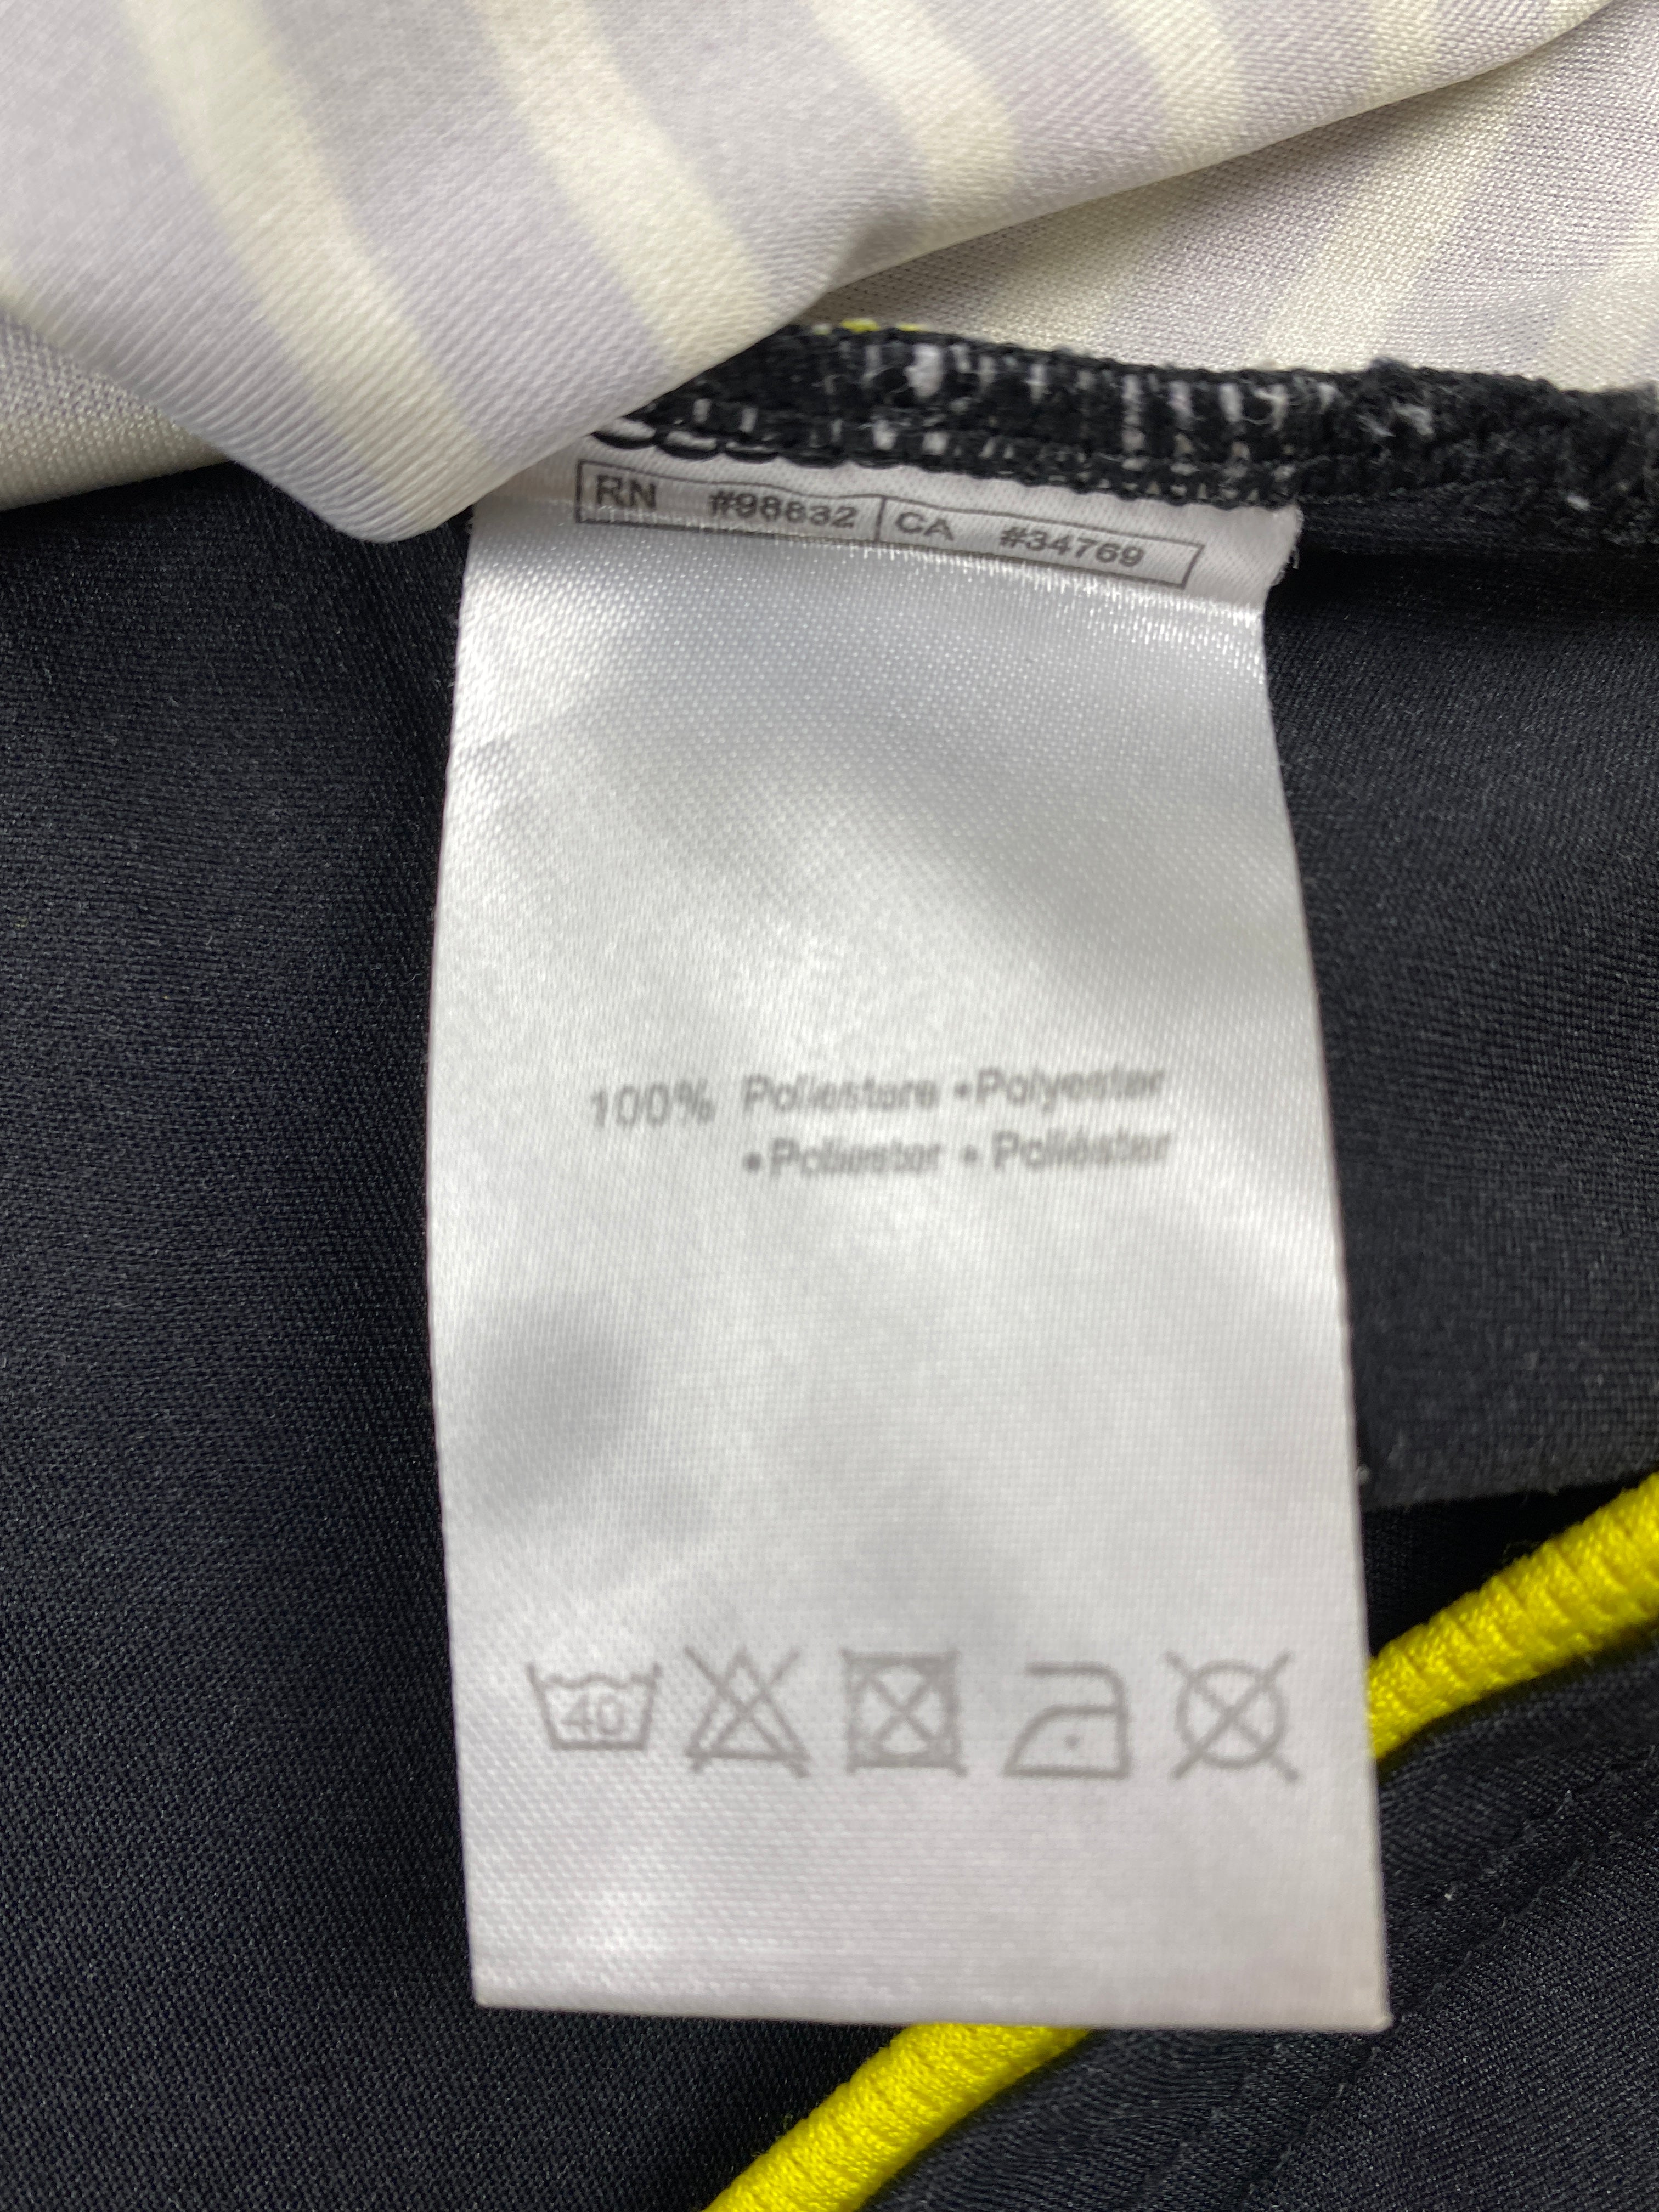 RN #98832 CA #34769
100% Poliestere •Polyester
•Poliester • Poliéster
40